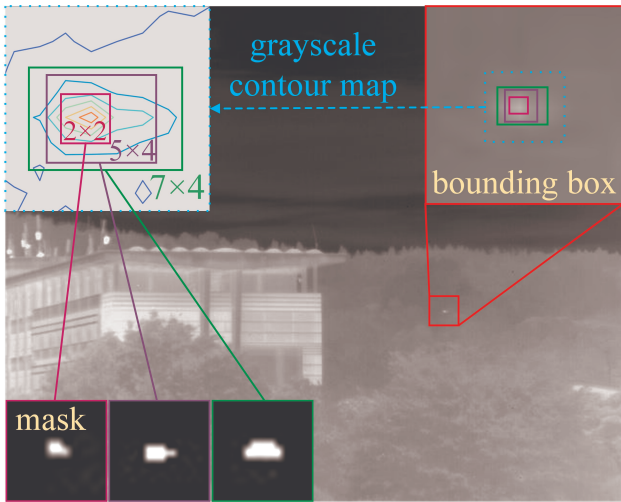 grayscale
contour map
2×2
5×4
7×4
bounding box
mask